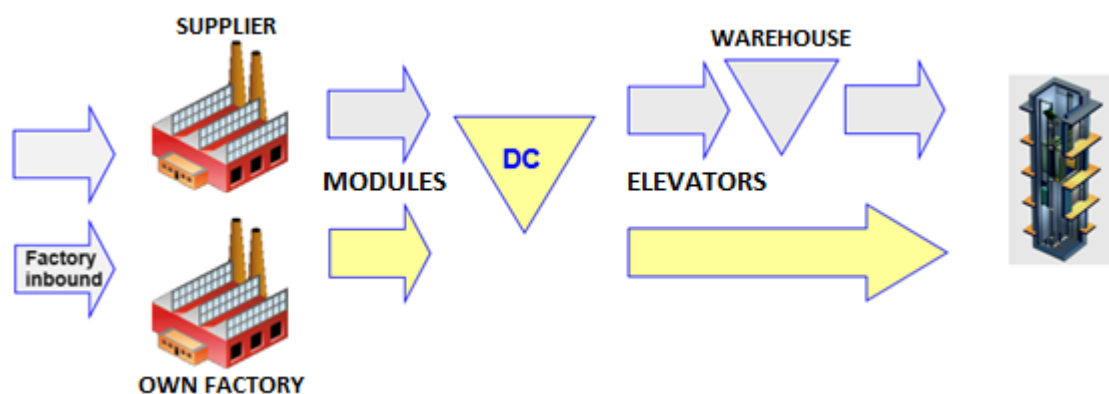 SUPPLIER
WAREHOUSE
DC
MODULES
ELEVATORS
Factory
inbound
OWN FACTORY